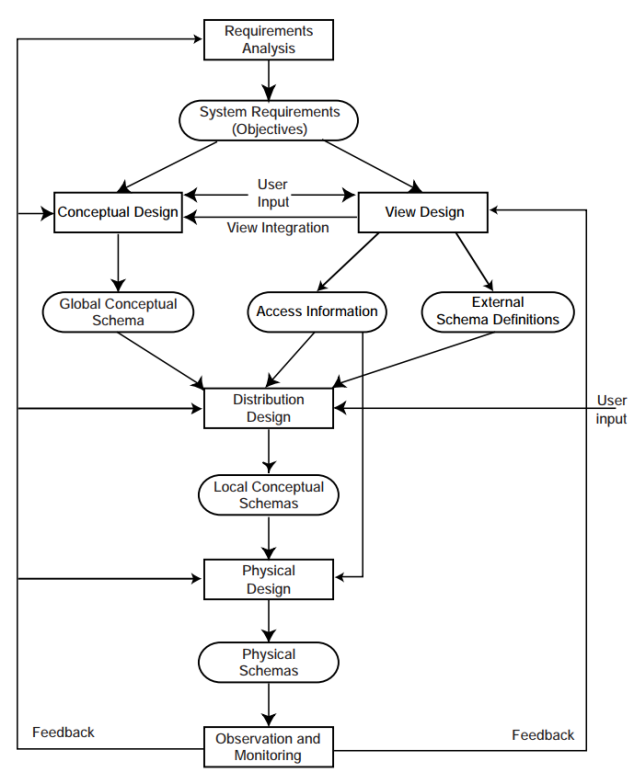 Requirements
Analysis
System Requirements
(Objectives)
User
Input
Conceptual Design
View Design
View Integration
Global Conceptual
Schema
Access Information
External
Schema Definitions
Distribution
Design
User
input
Local Conceptual
Schemas
Physical
Design
Physical
Schemas
Feedback
Observation and
Monitoring
Feedback